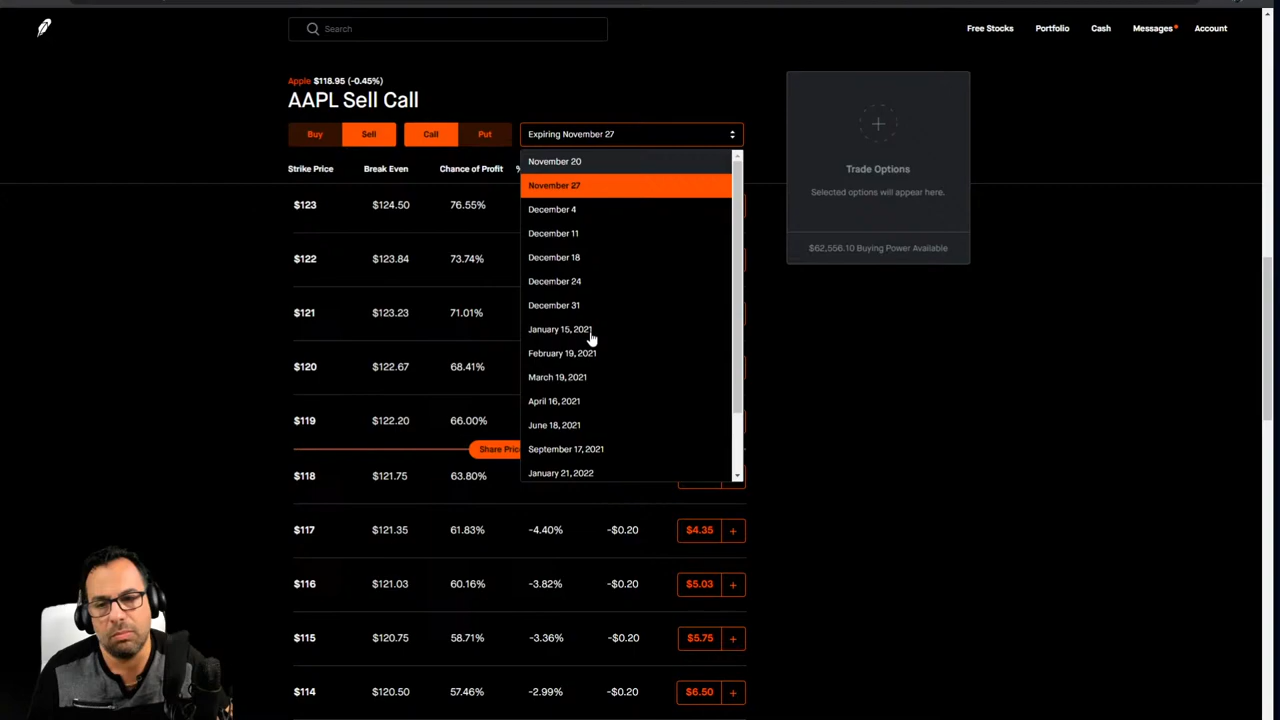 Search
Free Stocks Portfolio Cash Messages Account
Apple $118.95 (-0.45%)
AAPL Sell Call
Buy Sell Call Put Expiring November 27
Strike Price Break Even Chance of Profit %
November 20
November 27
December 4
December 11
December 18
December 24
December 31
January 15, 2021
February 19, 2021
March 19, 2021
April 16, 2021
June 18, 2021
September 17, 2021
January 21, 2022
$123 $124.50 76.55%
$122 $123.84 73.74%
$121 $123.23 71.01%
$120 $122.67 68.41%
$119 $122.20 66.00%
Share Pric
$118 $121.75 63.80%
$117 $121.35 61.83% -4.40% -$0.20 $4.35 +
$116 $121.03 60.16% -3.82% -$0.20 $5.03 +
$115 $120.75 58.71% -3.36% -$0.20 $5.75 +
$114 $120.50 57.46% -2.99% -$0.20 $6.50 +
Trade Options
Selected options will appear here.
$62,556.10 Buying Power Available